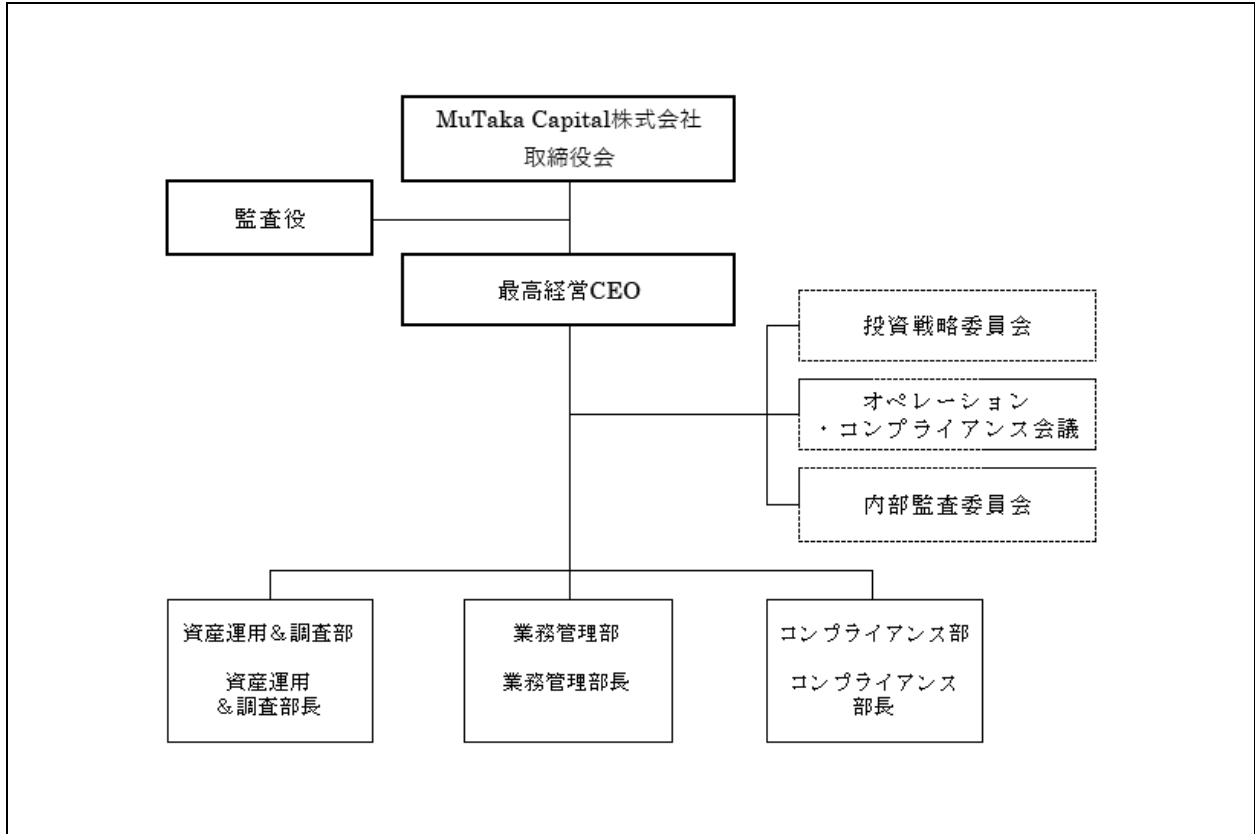 MuTaka Capital株式会社
取締役会
監査役
最高経営CEO
投資戦略委員会
オペレーション
・コンプライアンス会議
内部監査委員会
資産運用&調査部
資産運用
&調査部長
業務管理部
業務管理部長
コンプライアンス部
コンプライアンス
部長